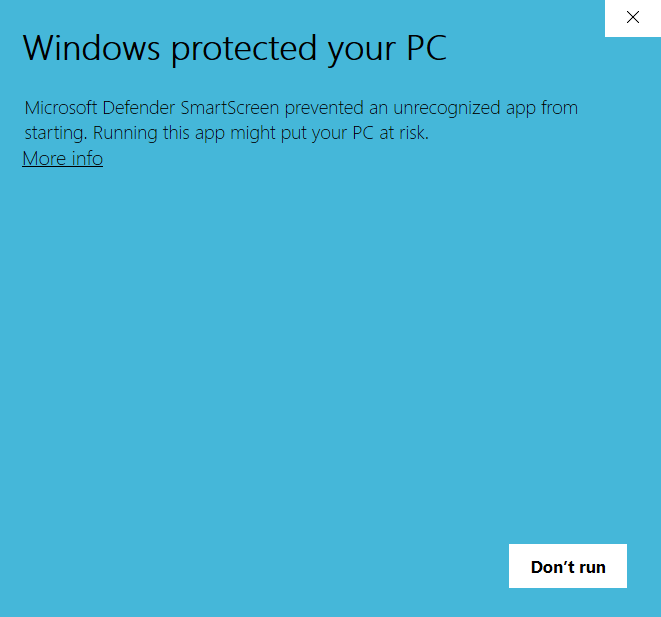 Windows protected your PC
Microsoft Defender SmartScreen prevented an unrecognized app from
starting. Running this app might put your PC at risk.
More info
Don’t run